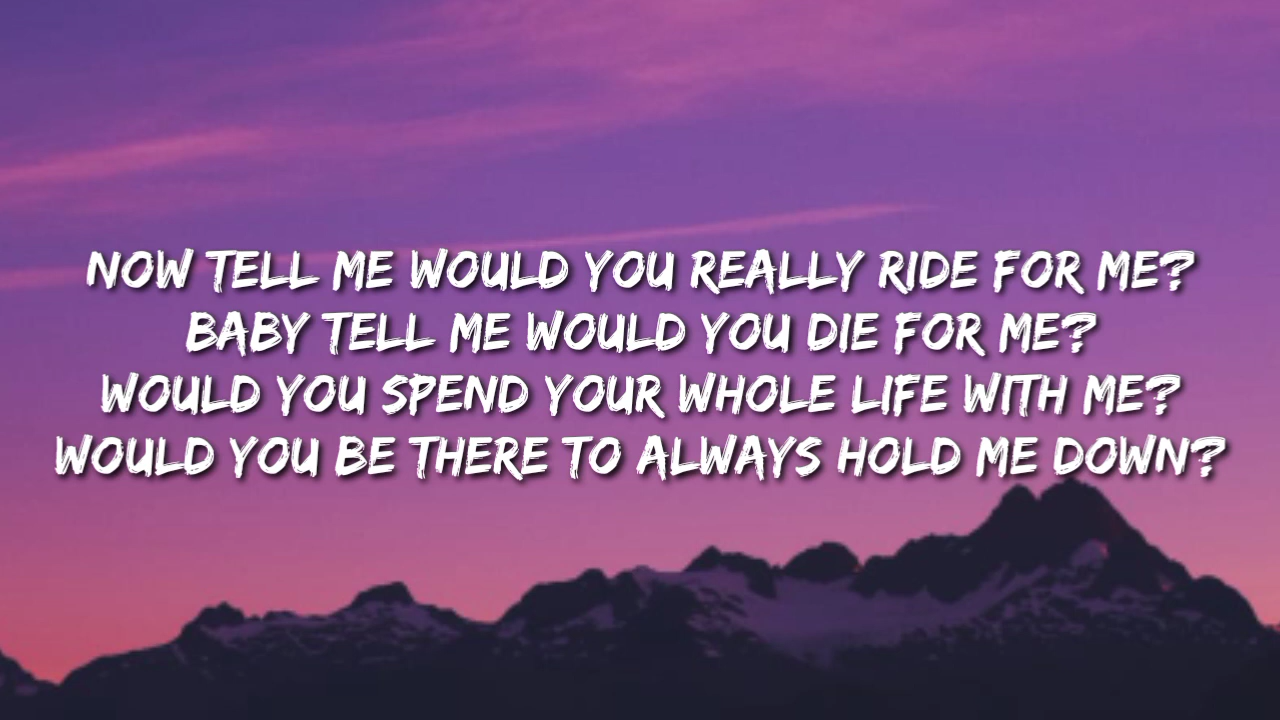 NOW TELL ME WOULD YOU REALLY RIDE FOR ME?
BABY TELL ME WOULD YOU DIE FOR ME?
WOULD YOU SPEND YOUR WHOLE LIFE WITH ME?
WOULD YOU BE THERE TO ALWAYS HOLD ME DOWN?